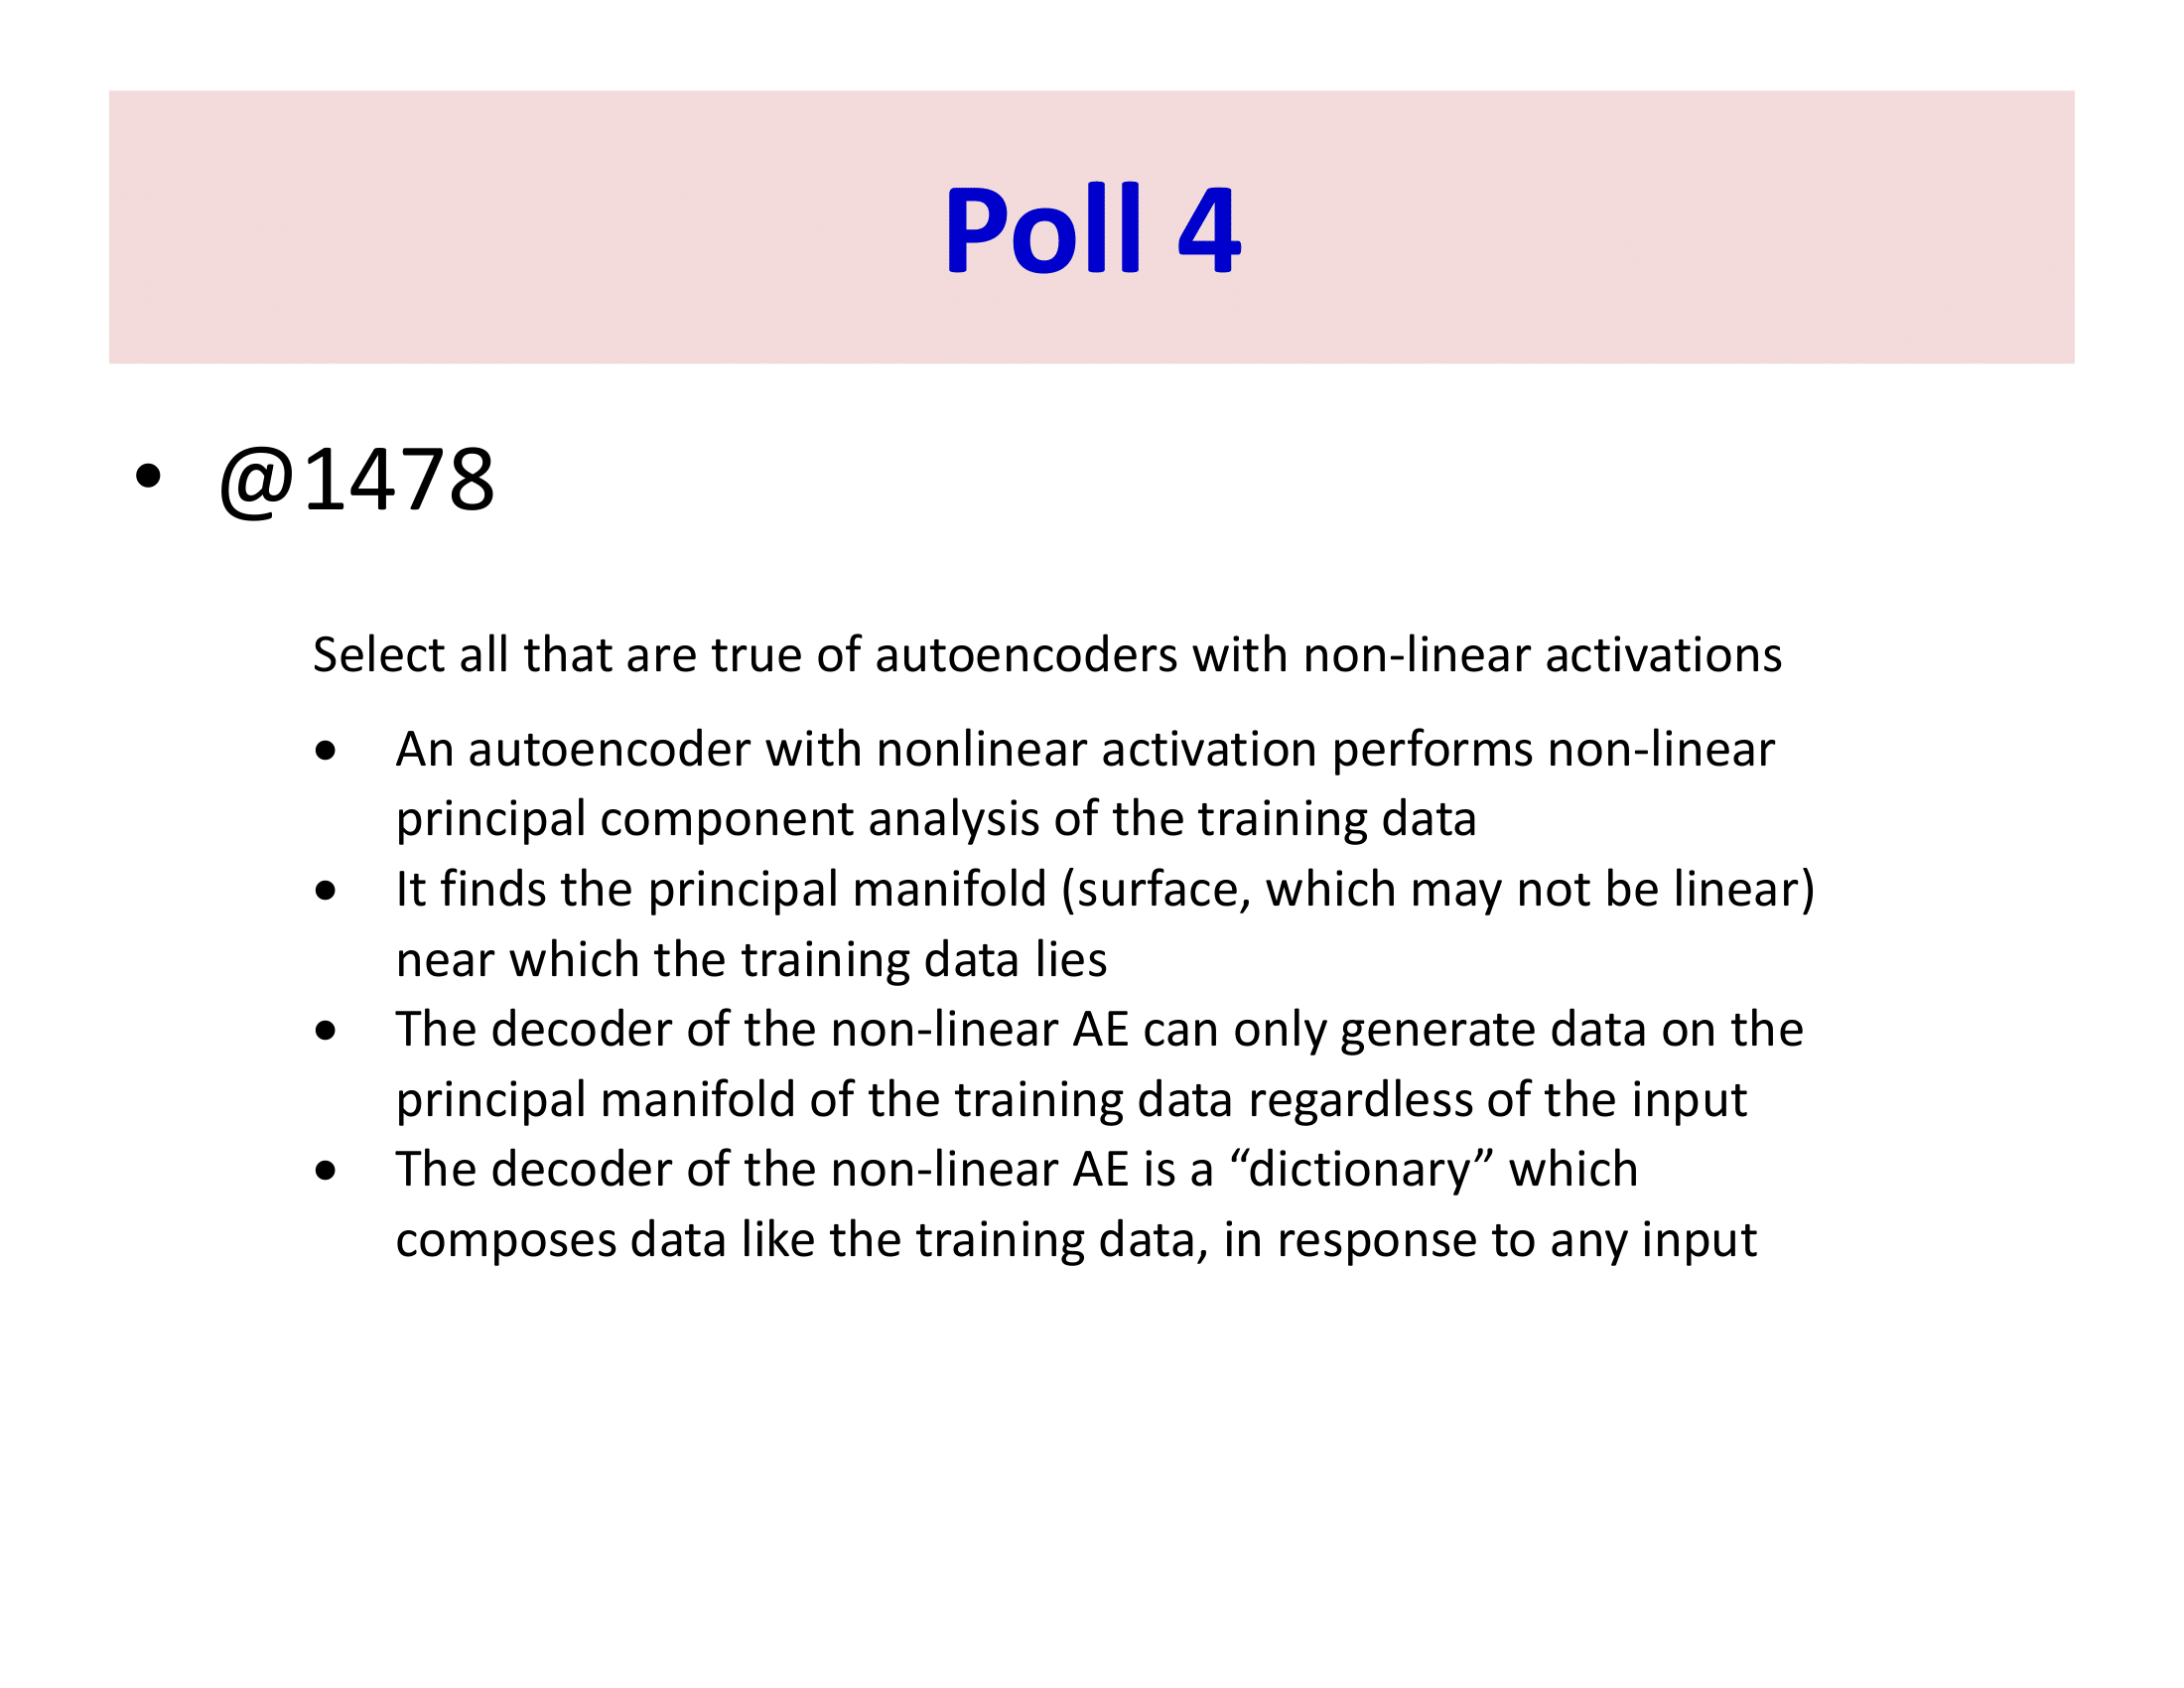 Poll 4
• @1478
Select all that are true of autoencoders with non-linear activations
• An autoencoder with nonlinear activation performs non-linear
principal component analysis of the training data
• It finds the principal manifold (surface, which may not be linear)
near which the training data lies
• The decoder of the non-linear AE can only generate data on the
principal manifold of the training data regardless of the input
• The decoder of the non-linear AE is a “dictionary” which
composes data like the training data, in response to any input